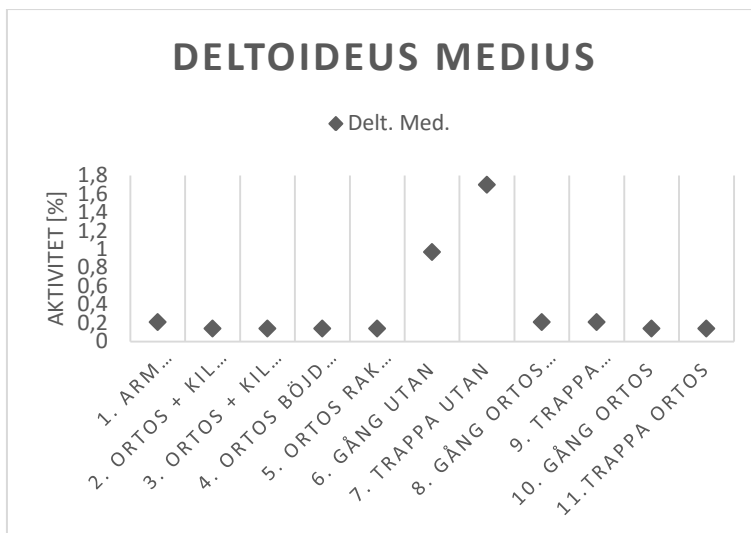 DELTOIDEUS MEDIUS
Delt. Med.
AKTIVITET [%]
1,8
1,6
1,4
1,2
1
0,8
0,6
0,4
0,2
0
1. ARM…
2. ORTOS + KIL…
3. ORTOS + KIL…
4. ORTOS BÖJD…
5. ORTOS RAK…
6. GÅNG UTAN
7. TRAPPA UTAN
8. GÅNG ORTOS…
9. TRAPPA…
10. GÅNG ORTOS
11.TRAPPA ORTOS